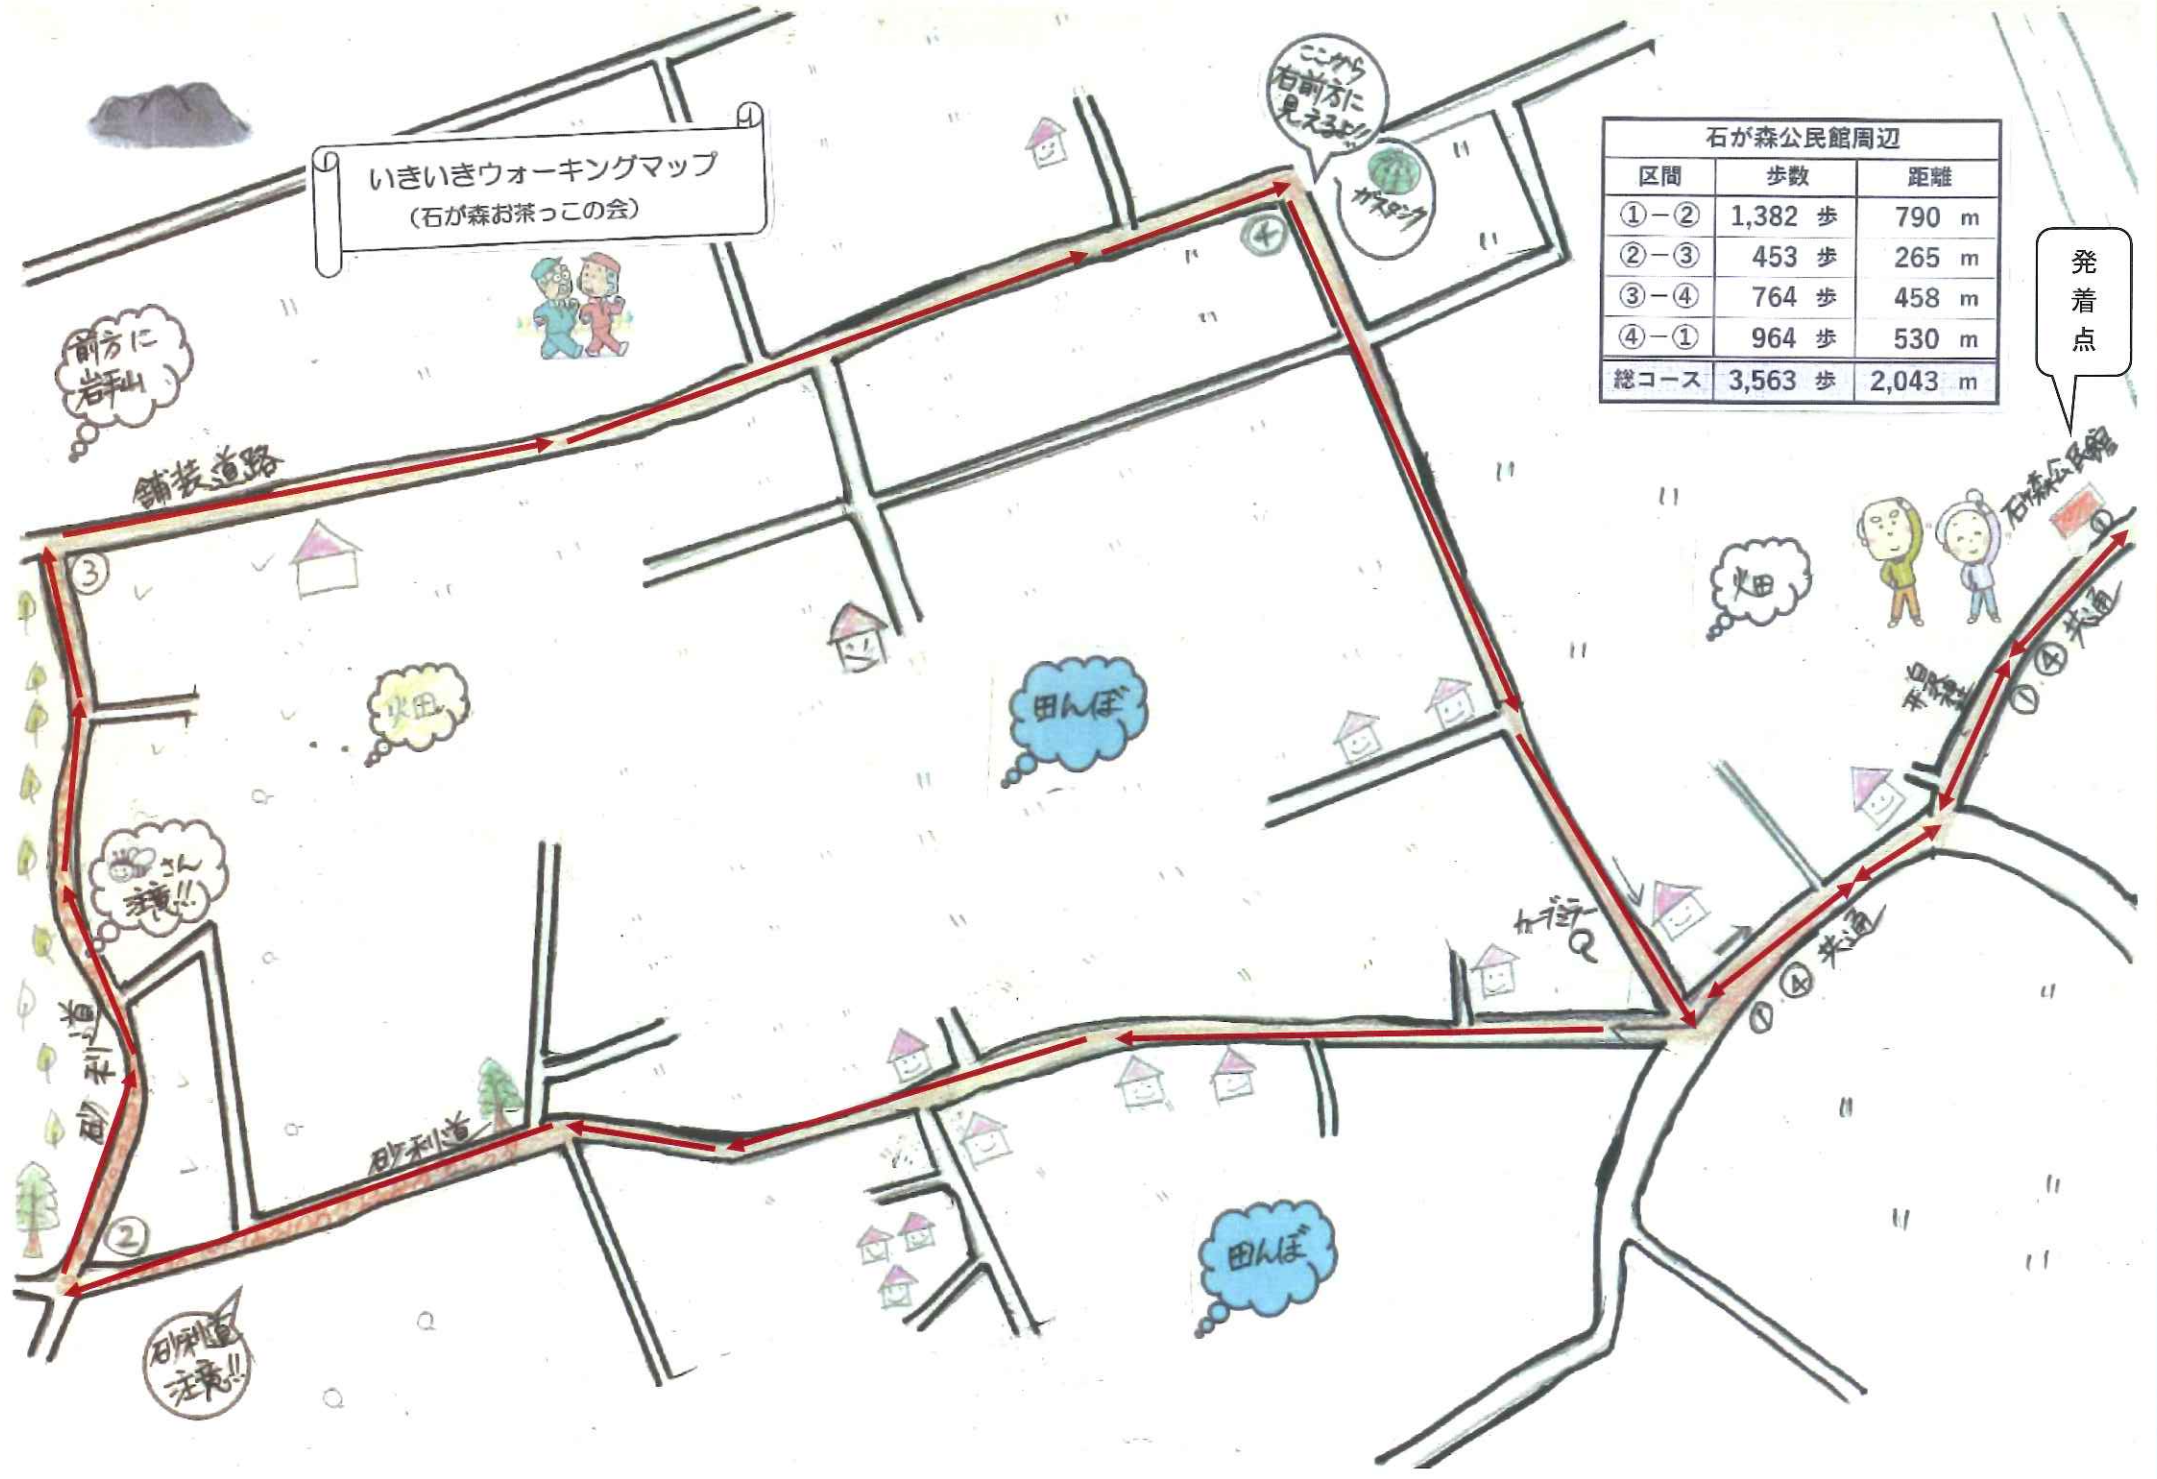 いきいきウォーキングマップ
（石が森お茶っこの会）
ここから
右前方に
見えるよ!!
ガスタンク
④
石が森公民館周辺
区間 歩数 距離
①－② 1,382 歩 790 m
②－③ 453 歩 265 m
③－④ 764 歩 458 m
④－① 964 歩 530 m
総コース 3,563 歩 2,043 m
発着点
石ヶ森公民館
①
前方に
岩手山
舗装道路
③
畑
田んぼ
畑
①.④ 共通
さん
注意!!
砂利道
カーブミラー
①.④ 共通
砂利道
②
砂利道
注意!!
田んぼ